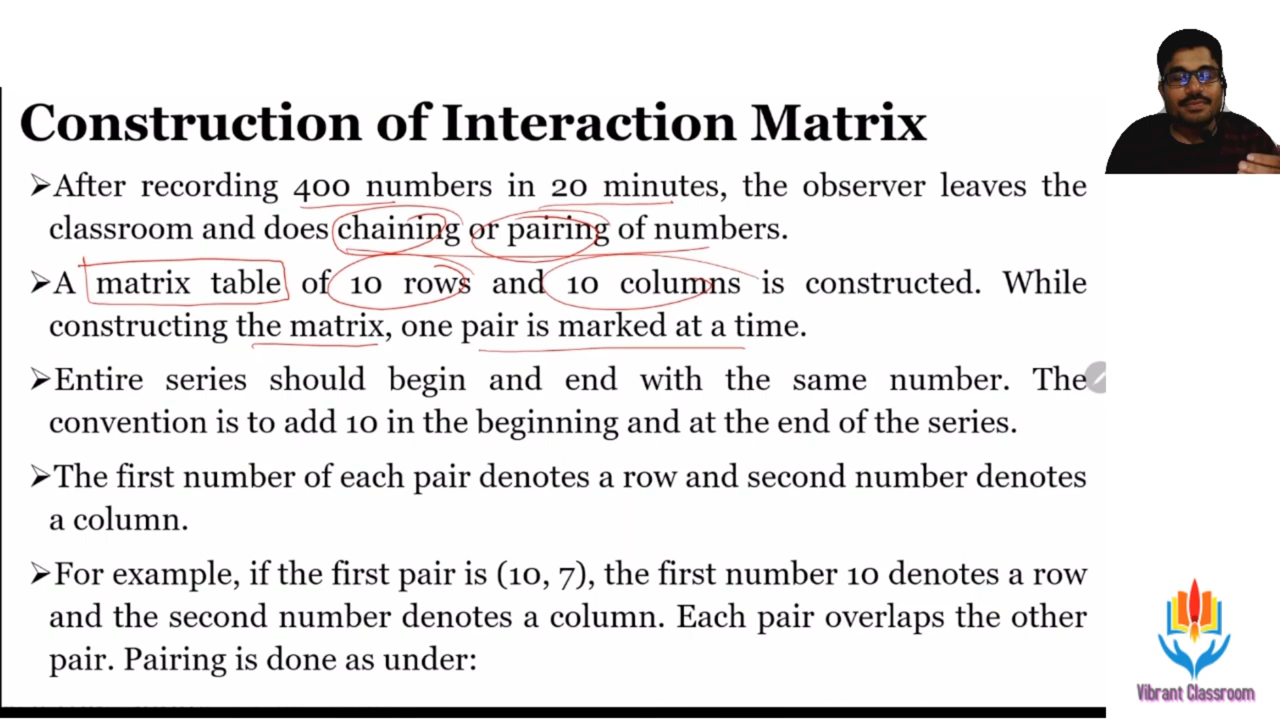 Construction of Interaction Matrix
➤After recording 400 numbers in 20 minutes, the observer leaves the
classroom and does chaining or pairing of numbers.
➤A matrix table of 10 rows and 10 columns is constructed. While
constructing the matrix, one pair is marked at a time.
➤Entire series should begin and end with the same number. The
convention is to add 10 in the beginning and at the end of the series.
➤The first number of each pair denotes a row and second number denotes
a column.
➤For example, if the first pair is (10, 7), the first number 10 denotes a row
and the second number denotes a column. Each pair overlaps the other
pair. Pairing is done as under:
Vibrant Classroom